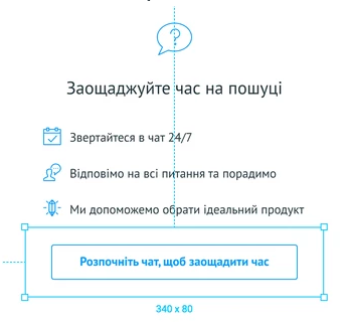 Заощаджуйте час на пошуці
Звертайтеся в чат 24/7
Відповімо на всі питання та порадимо
Ми допоможемо обрати ідеальний продукт
Розпочніть чат, щоб заощадити час
340 x 80